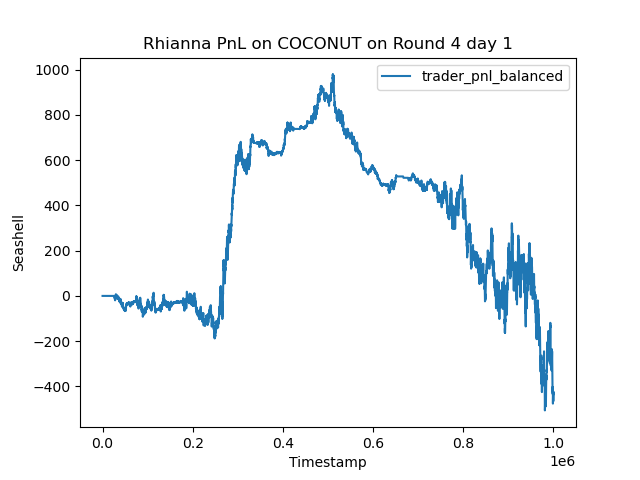 Rhianna PnL on COCONUT on Round 4 day 1
trader_pnl_balanced
Seashell
1000
800
600
400
200
0
−200
−400
0.0 0.2 0.4 0.6 0.8 1.0
1e6
Timestamp